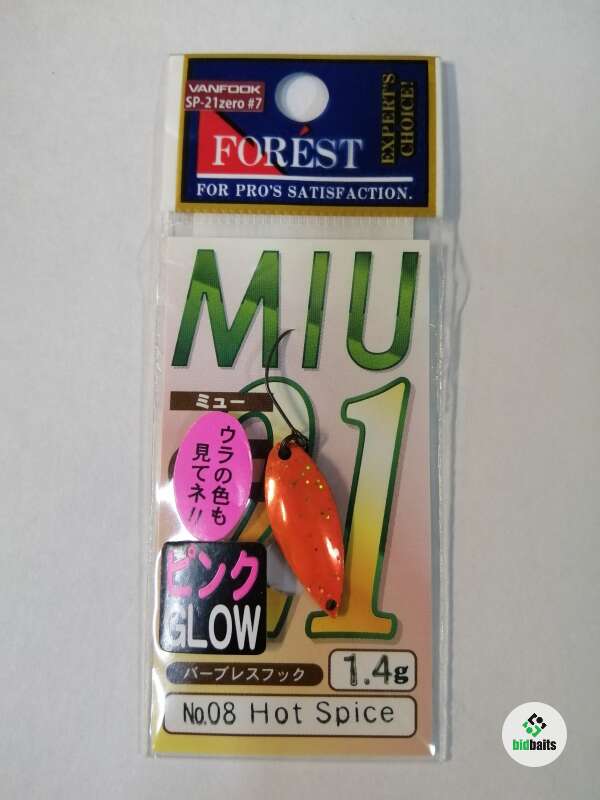 VANFOOK
SP-21zero #7
FORÉST
FOR PRO'S SATISFACTION.
EXPERT'S
CHOICE!
MIU
ミュー
21
ウラの色も
見てネ!!
ピンク
GLOW
バーブレスフック
1.4g
No.08 Hot Spice
bidbaits